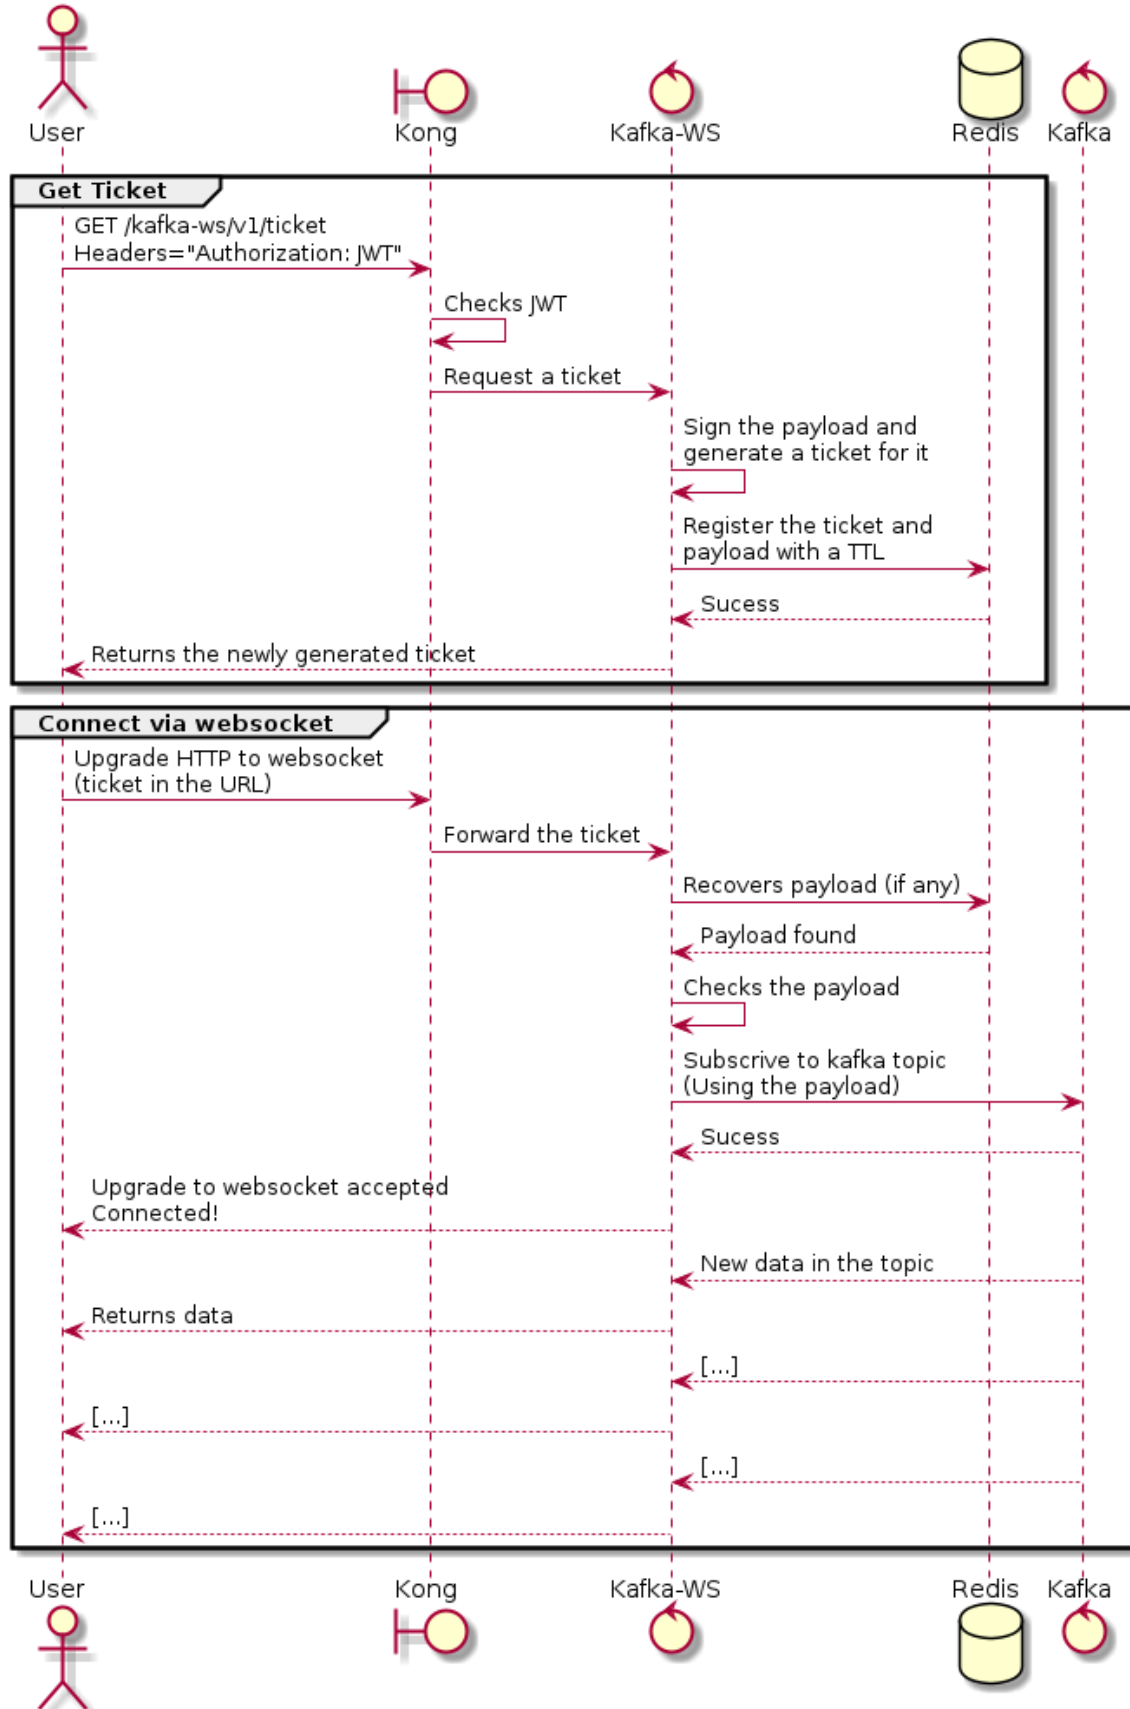 User
Kong
Kafka-WS
Redis
Kafka
Get Ticket
GET /kafka-ws/v1/ticket
Headers="Authorization: JWT"
Checks JWT
Request a ticket
Sign the payload and
generate a ticket for it
Register the ticket and
payload with a TTL
Sucess
Returns the newly generated ticket
Connect via websocket
Upgrade HTTP to websocket
(ticket in the URL)
Forward the ticket
Recovers payload (if any)
Payload found
Checks the payload
Subscrive to kafka topic
(Using the payload)
Sucess
Upgrade to websocket accepted
Connected!
New data in the topic
Returns data
[...]
[...]
[...]
[...]
User
Kong
Kafka-WS
Redis
Kafka